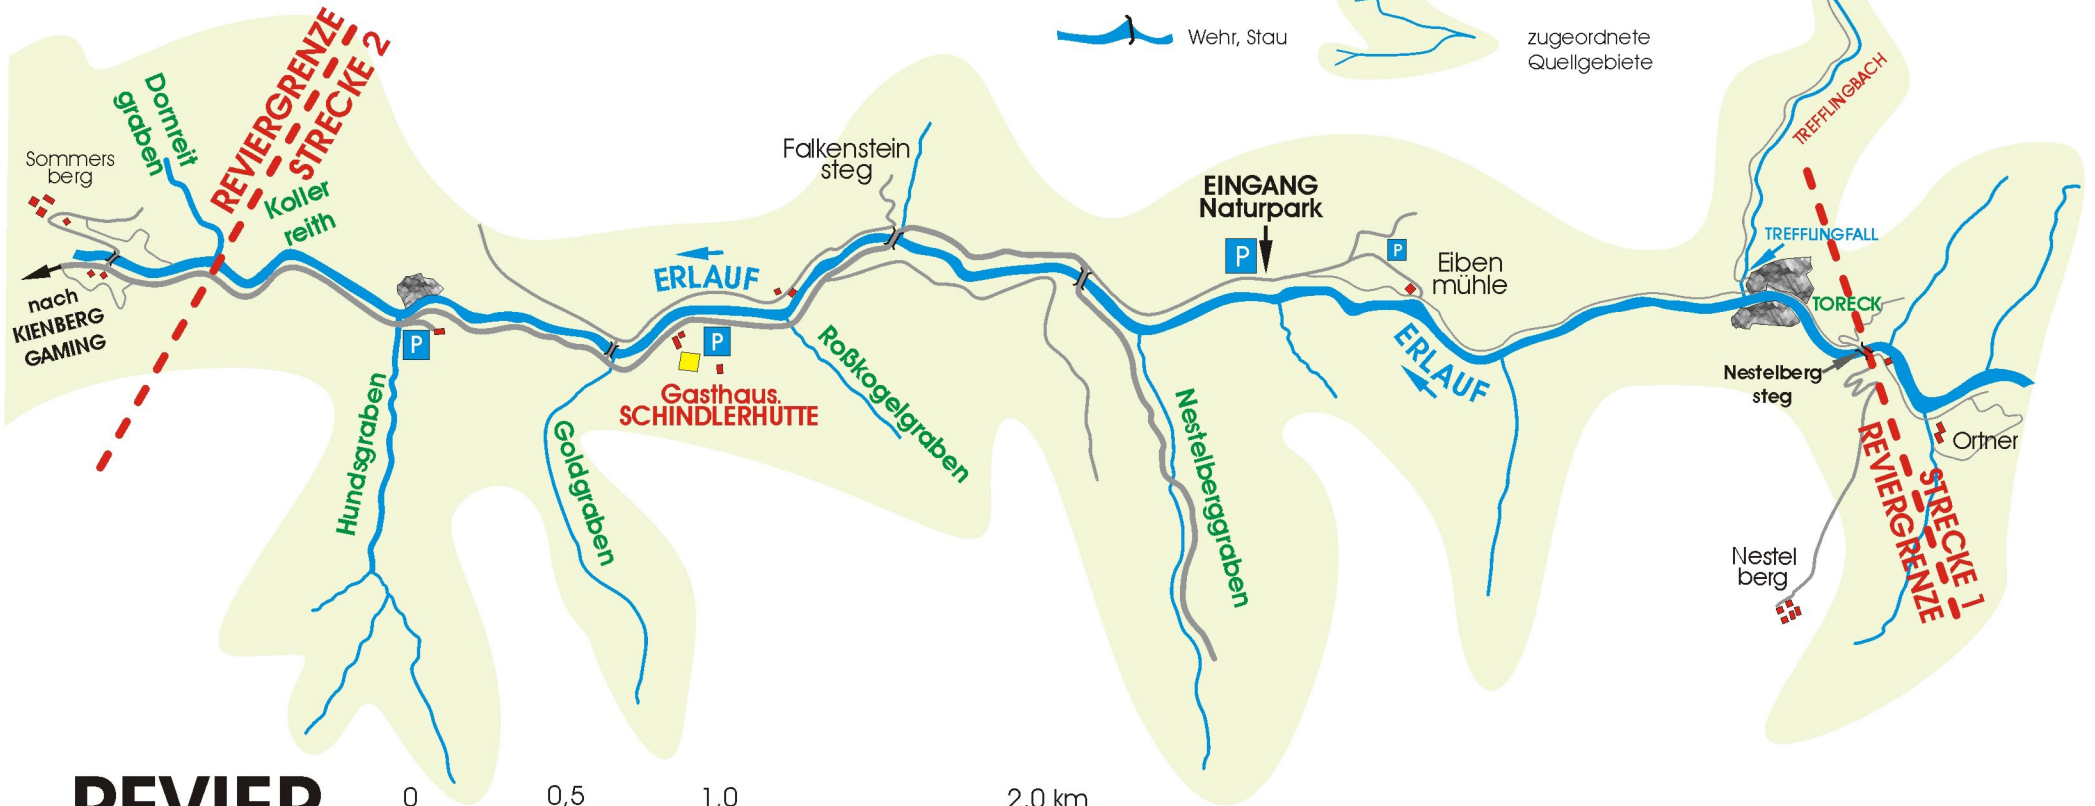 Wehr, Stau
zugeordnete
Quellgebiete
Dornreit
graben
REVIERGRENZE
STRECKE 2
Sommers
berg
Koller
reith
nach
KIENBERG
GAMING
P
Hundsgraben
Goldgraben
ERLAUF
P
Gasthaus.
SCHINDLERHÜTTE
Roßkogelgraben
Falkenstein
steg
EINGANG
Naturpark
P
P
Eiben
mühle
Nestelberggraben
ERLAUF
TREFFLINGBACH
TREFFLINGFALL
TORECK
Nestelberg
steg
Ortner
STRECKE 1
REVIERGRENZE
Nestel
berg
REVIER
0 0,5 1,0 2,0 km